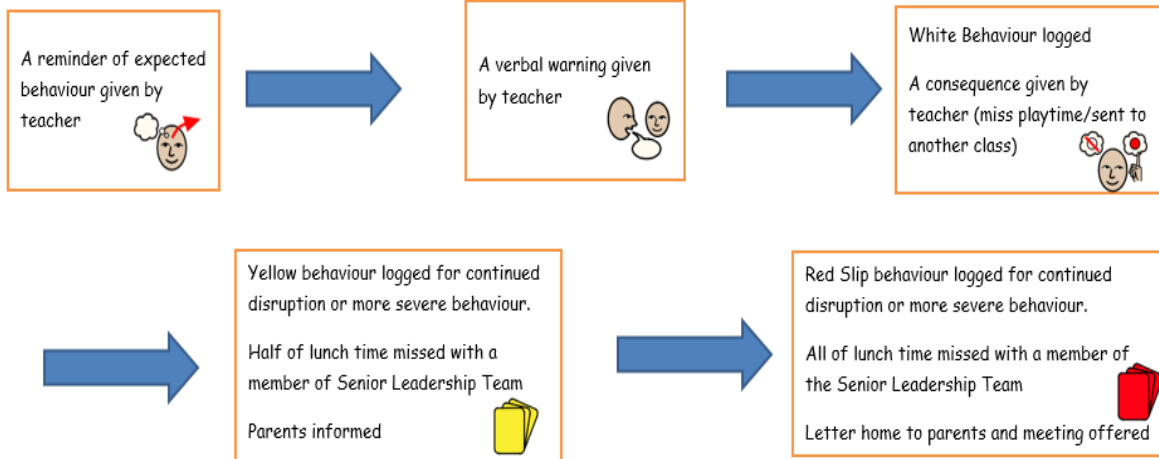 A reminder of expected
behaviour given by
teacher
A verbal warning given
by teacher
White Behaviour logged
A consequence given by
teacher (miss playtime/sent to
another class)
Yellow behaviour logged for continued
disruption or more severe behaviour.
Half of lunch time missed with a
member of Senior Leadership Team
Parents informed
Red Slip behaviour logged for continued
disruption or more severe behaviour.
All of lunch time missed with a member of
the Senior Leadership Team
Letter home to parents and meeting offered